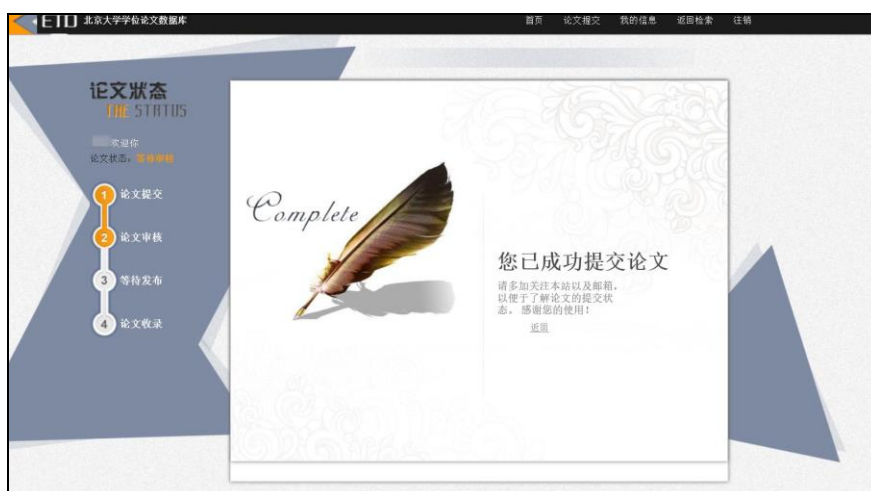 ETD 北京大学学位论文数据库
首页 论文提交 我的信息 返回检索 注销
论文状态
THE STATUS
欢迎你
论文状态：等待审核
1 论文提交
2 论文审核
3 等待发布
4 论文收录
Complete
您已成功提交论文
请多加关注本站以及邮箱，
以便于了解论文的提交状
态。 感谢您的使用！
返回